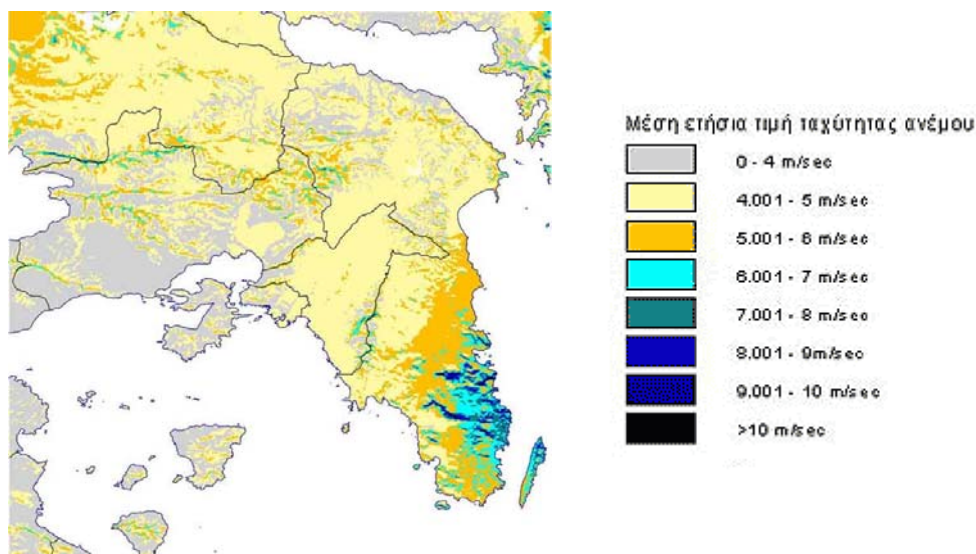 Μέση ετήσια τιμή ταχύτητας ανέμου
0 - 4 m/sec
4.001 - 5 m/sec
5.001 - 6 m/sec
6.001 - 7 m/sec
7.001 - 8 m/sec
8.001 - 9m/sec
9.001 - 10 m/sec
>10 m/sec